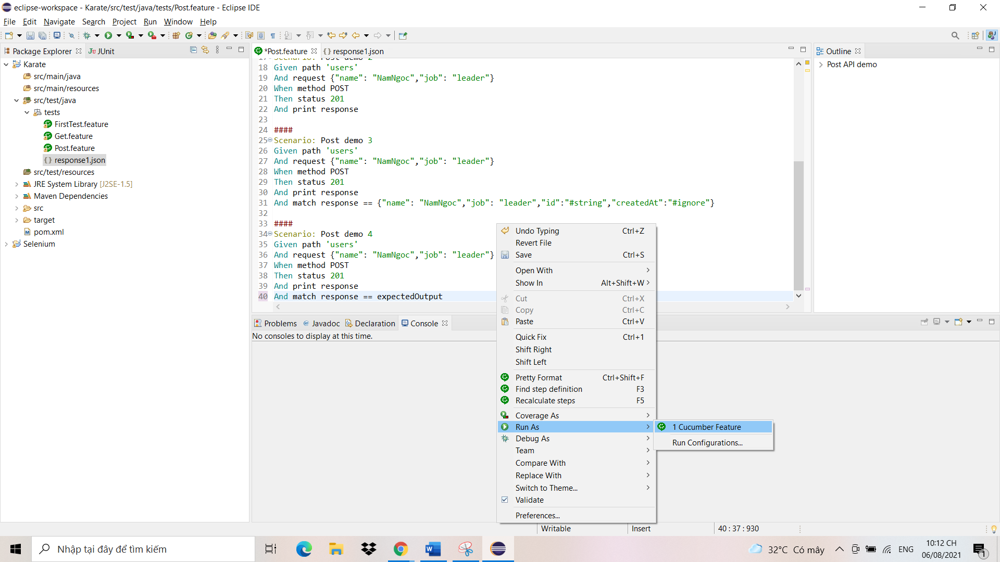 eclipse-workspace - Karate/src/test/java/tests/Post.feature - Eclipse IDE
File Edit Navigate Search Project Run Window Help
Package Explorer
JUnit
Karate
src/main/java
src/main/resources
src/test/java
tests
FirstTest.feature
Get.feature
Post.feature
response1.json
src/test/resources
JRE System Library [J2SE-1.5]
Maven Dependencies
src
target
pom.xml
Selenium
*Post.feature
response1.json
17 Scenario: Post demo 2
18 Given path 'users'
19 And request {"name": "NamNgoc","job": "leader"}
20 When method POST
21 Then status 201
22 And print response
23
24 ####
25 Scenario: Post demo 3
26 Given path 'users'
27 And request {"name": "NamNgoc","job": "leader"}
28 When method POST
29 Then status 201
30 And print response
31 And match response == {"name": "NamNgoc","job": "leader","id":"#string","createdAt":"#ignore"}
32
33 ####
34 Scenario: Post demo 4
35 Given path 'users'
36 And request {"name": "NamNgoc","job": "leader"}
37 When method POST
38 Then status 201
39 And print response
40 And match response == expectedOutput
Outline
Post API demo
Problems @ Javadoc Declaration Console
No consoles to display at this time.
Undo Typing Ctrl+Z
Revert File
Save Ctrl+S
Open With
Show In Alt+Shift+W
Cut Ctrl+X
Copy Ctrl+C
Paste Ctrl+V
Quick Fix Ctrl+1
Shift Right
Shift Left
Pretty Format Ctrl+Shift+F
Find step definition F3
Recalculate steps F5
Coverage As
Run As
Debug As
Team
Compare With
Replace With
Switch to Theme...
Validate
Preferences...
1 Cucumber Feature
Run Configurations...
Writable
Insert
40 : 37 : 930
Nhập tại đây để tìm kiếm
32°C Có mây
ENG
10:12 CH
06/08/2021
1